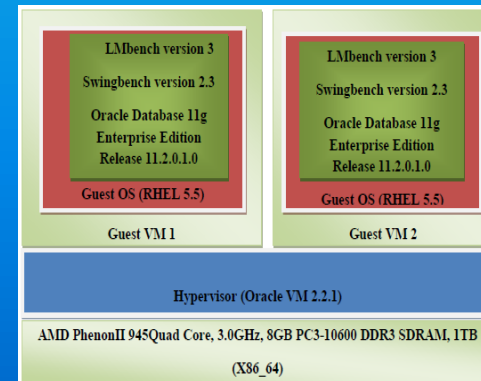 LMbench version 3
Swingbench version 2.3
Oracle Database 11g
Enterprise Edition
Release 11.2.0.1.0
Guest OS (RHEL 5.5)
Guest VM 1
LMbench version 3
Swingbench version 2.3
Oracle Database 11g
Enterprise Edition
Release 11.2.0.1.0
Guest OS (RHEL 5.5)
Guest VM 2
Hypervisor (Oracle VM 2.2.1)
AMD PhenonII 945Quad Core, 3.0GHz, 8GB PC3-10600 DDR3 SDRAM, 1TB
(X86_64)